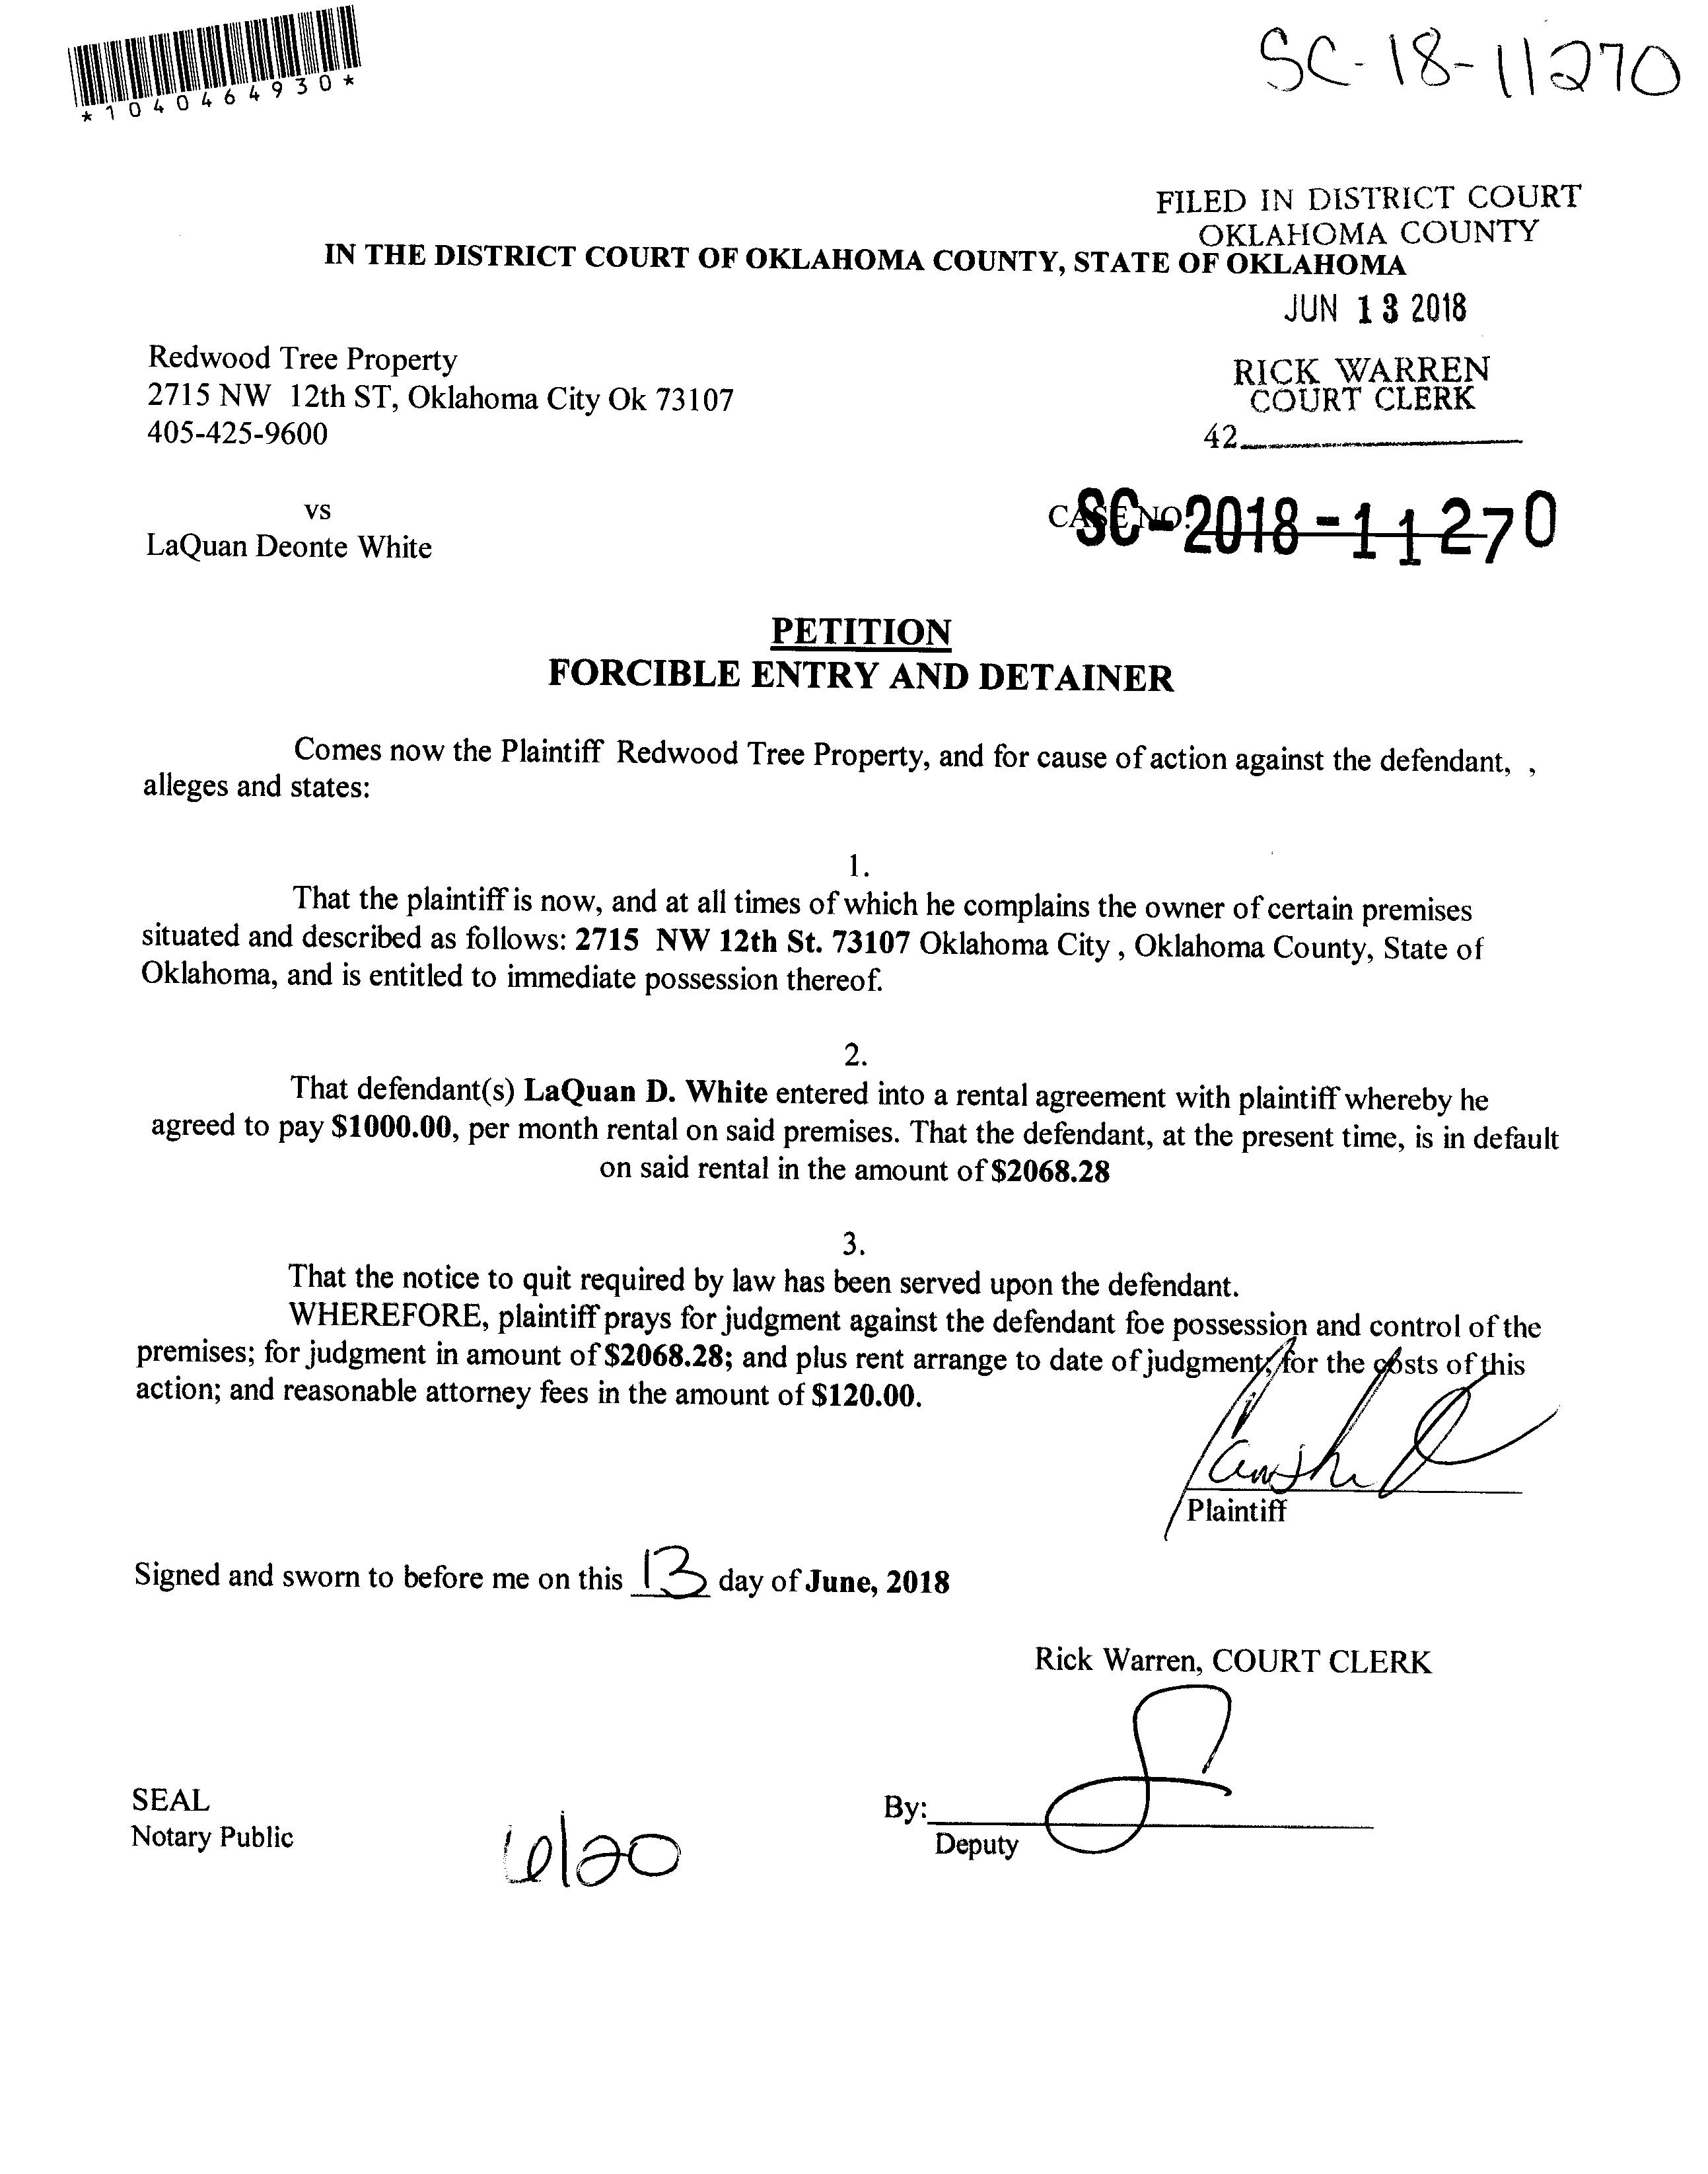 SC-18-11270
*1040464930*
FILED IN DISTRICT COURT
OKLAHOMA COUNTY
IN THE DISTRICT COURT OF OKLAHOMA COUNTY, STATE OF OKLAHOMA
JUN 13 2018
Redwood Tree Property
2715 NW 12th ST, Oklahoma City Ok 73107
405-425-9600
RICK WARREN
COURT CLERK
42
vs
LaQuan Deonte White
CASE NO. SC-2018-11270
PETITION
FORCIBLE ENTRY AND DETAINER
Comes now the Plaintiff Redwood Tree Property, and for cause of action against the defendant, ,
alleges and states:
1.
That the plaintiff is now, and at all times of which he complains the owner of certain premises
situated and described as follows: 2715 NW 12th St. 73107 Oklahoma City , Oklahoma County, State of
Oklahoma, and is entitled to immediate possession thereof.
2.
That defendant(s) LaQuan D. White entered into a rental agreement with plaintiff whereby he
agreed to pay $1000.00, per month rental on said premises. That the defendant, at the present time, is in default
on said rental in the amount of $2068.28
3.
That the notice to quit required by law has been served upon the defendant.
WHEREFORE, plaintiff prays for judgment against the defendant foe possession and control of the
premises; for judgment in amount of $2068.28; and plus rent arrange to date of judgment; for the costs of this
action; and reasonable attorney fees in the amount of $120.00.
Plaintiff
Signed and sworn to before me on this 13 day of June, 2018
Rick Warren, COURT CLERK
SEAL
Notary Public
By:
Deputy
6/20